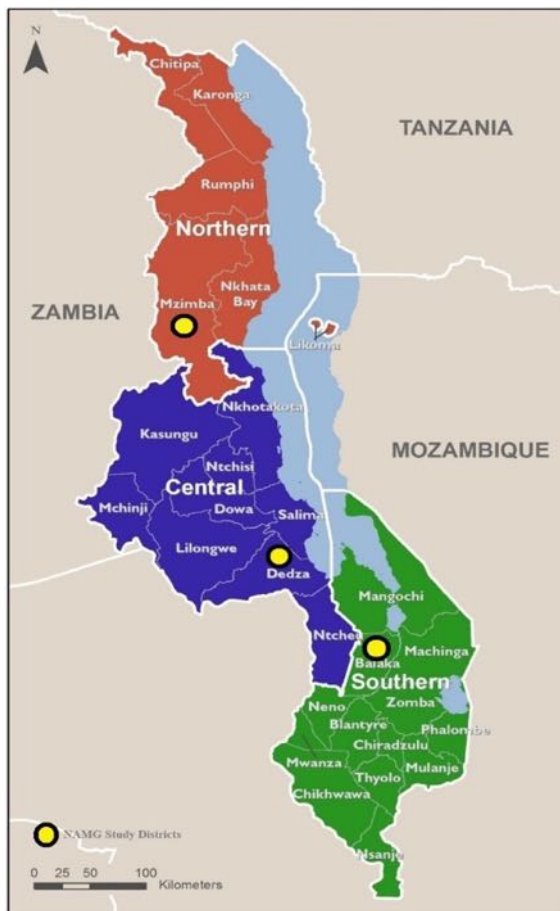 N
Chitipa
Karonga
TANZANIA
Rumphi
Northern
Nkhata
Bay
Mzimba
ZAMBIA
Likoma
Nkhotakota
Kasungu
MOZAMBIQUE
Ntchisi
Central
Mchinji
Dowa
Salima
Lilongwe
Dedza
Mangochi
Ntcheu
Machinga
Balaka
Southern
Neno
Zomba
Blantyre
Phalombe
Chiradzulu
Mwanza
Mulanje
Thyolo
Chikhwawa
NAMG Study Districts
Nsanje
0 25 50 100
Kilometers